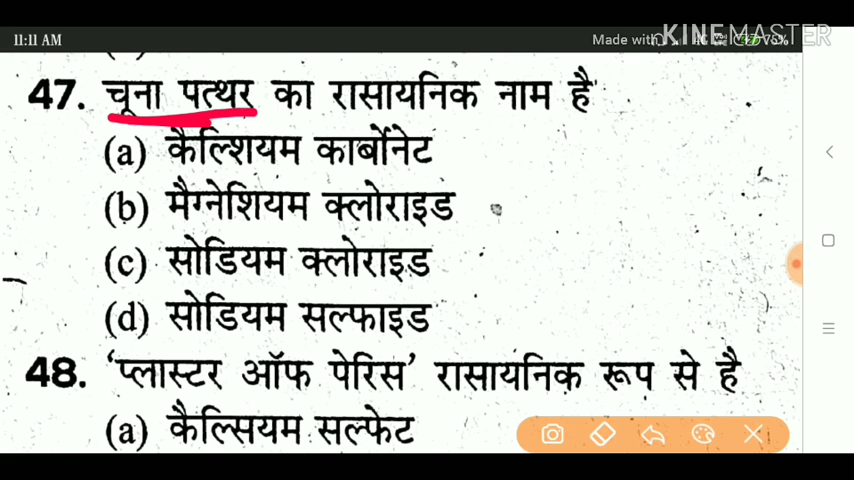 11:11 AM
Made with
KINEMASTER
75%
47. चूना पत्थर का रासायनिक नाम है
(a) कैल्शियम कार्बोनेट
(b) मैग्नेशियम क्लोराइड
(c) सोडियम क्लोराइड
(d) सोडियम सल्फाइड
48. ‘प्लास्टर ऑफ पेरिस’ रासायनिक रूप से है
(a) कैल्सियम सल्फेट